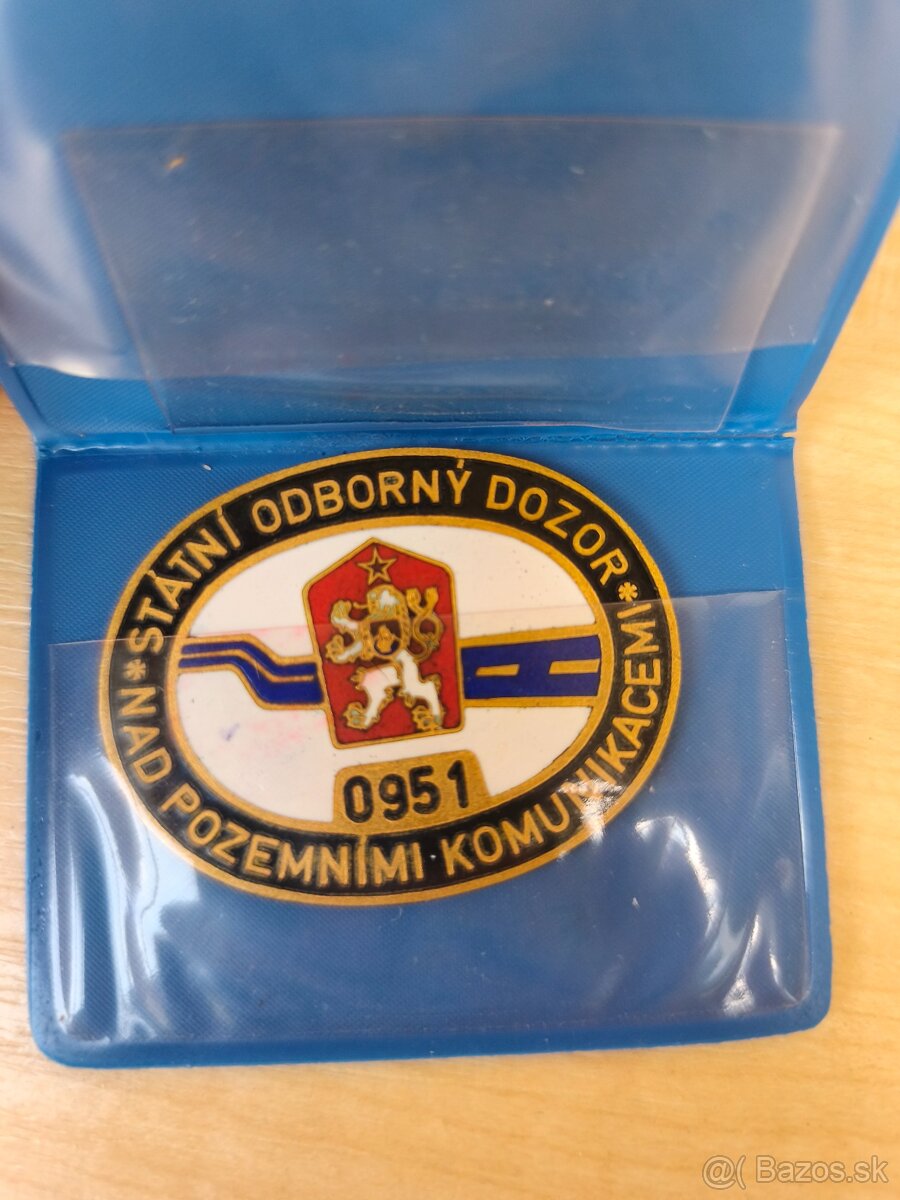 STÁTNÍ ODBORNÝ DOZOR
* NAD POZEMNÍMI KOMUNIKACEMI *
0951
@( Bazos.sk